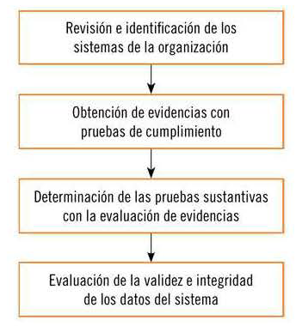 Revisión e identificación de los
sistemas de la organización
Obtención de evidencias con
pruebas de cumplimiento
Determinación de las pruebas sustantivas
con la evaluación de evidencias
Evaluación de la validez e integridad
de los datos del sistema